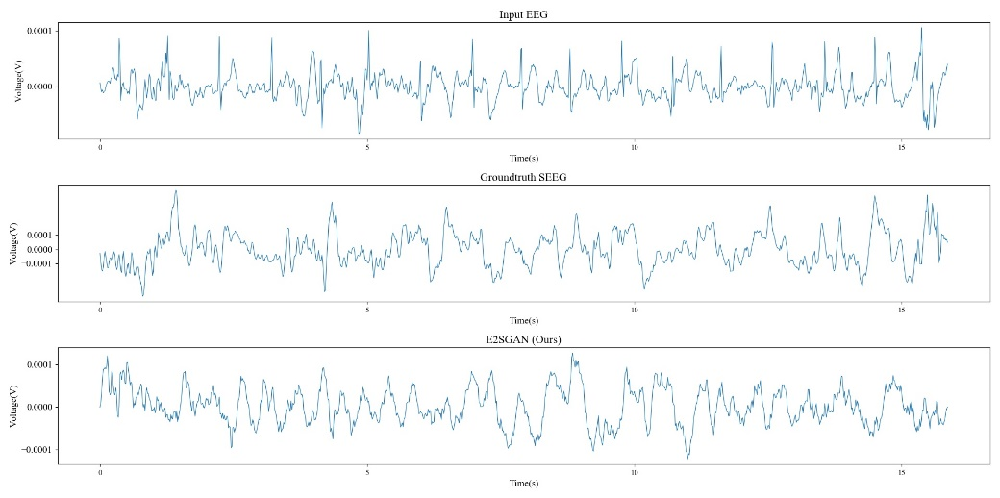 Input EEG
0.0001
0.0000
Voltage(V)
0 5 10 15
Time(s)
Groundtruth SEEG
0.0001
0.0000
−0.0001
Voltage(V)
0 5 10 15
Time(s)
E2SGAN (Ours)
0.0001
0.0000
−0.0001
Voltage(V)
0 5 10 15
Time(s)